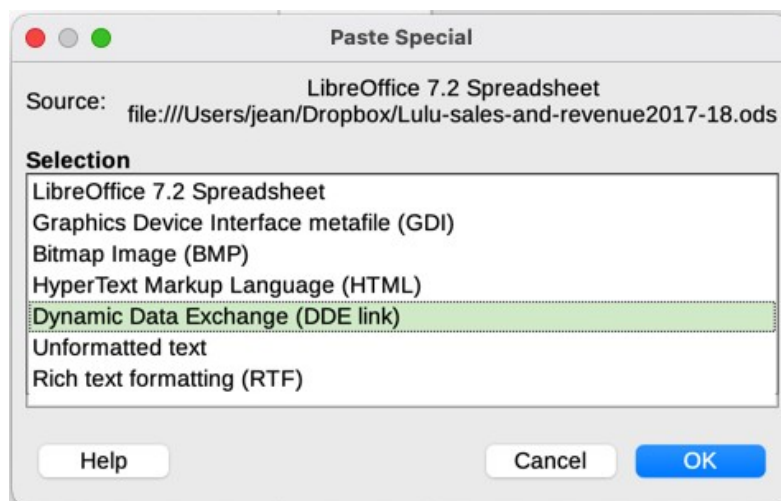 Paste Special
Source:
LibreOffice 7.2 Spreadsheet
file:///Users/jean/Dropbox/Lulu-sales-and-revenue2017-18.ods
Selection
LibreOffice 7.2 Spreadsheet
Graphics Device Interface metafile (GDI)
Bitmap Image (BMP)
HyperText Markup Language (HTML)
Dynamic Data Exchange (DDE link)
Unformatted text
Rich text formatting (RTF)
Help Cancel OK